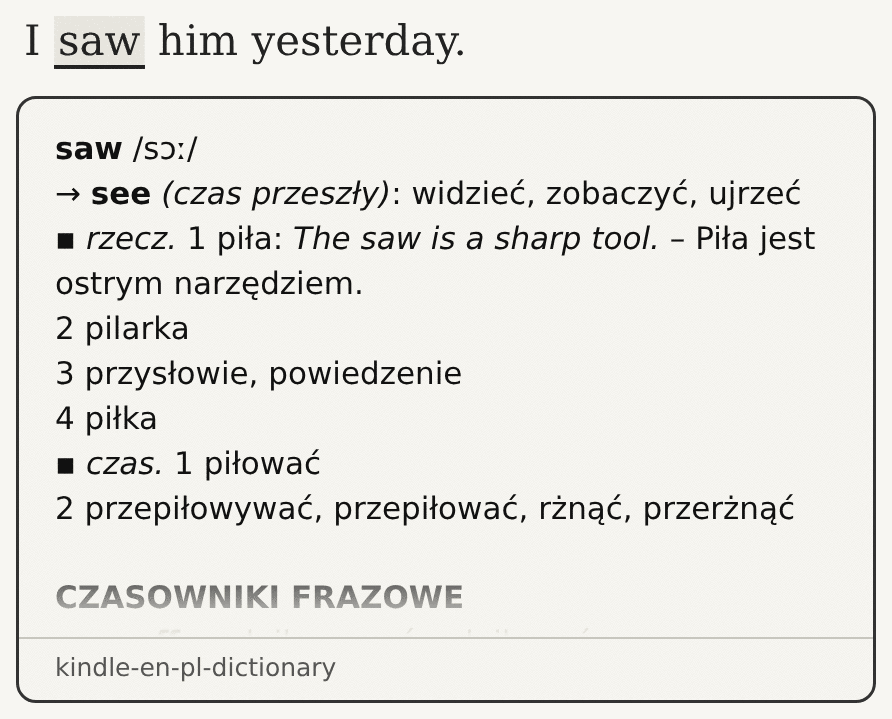 I saw him yesterday.
saw /sɔː/
→ see (czas przeszły): widzieć, zobaczyć, ujrzeć
▪ rzecz. 1 piła: The saw is a sharp tool. – Piła jest
ostrym narzędziem.
2 pilarka
3 przysłowie, powiedzenie
4 piłka
▪ czas. 1 piłować
2 przepiłowywać, przepiłować, rżnąć, przerżnąć
CZASOWNIKI FRAZOWE
kindle-en-pl-dictionary